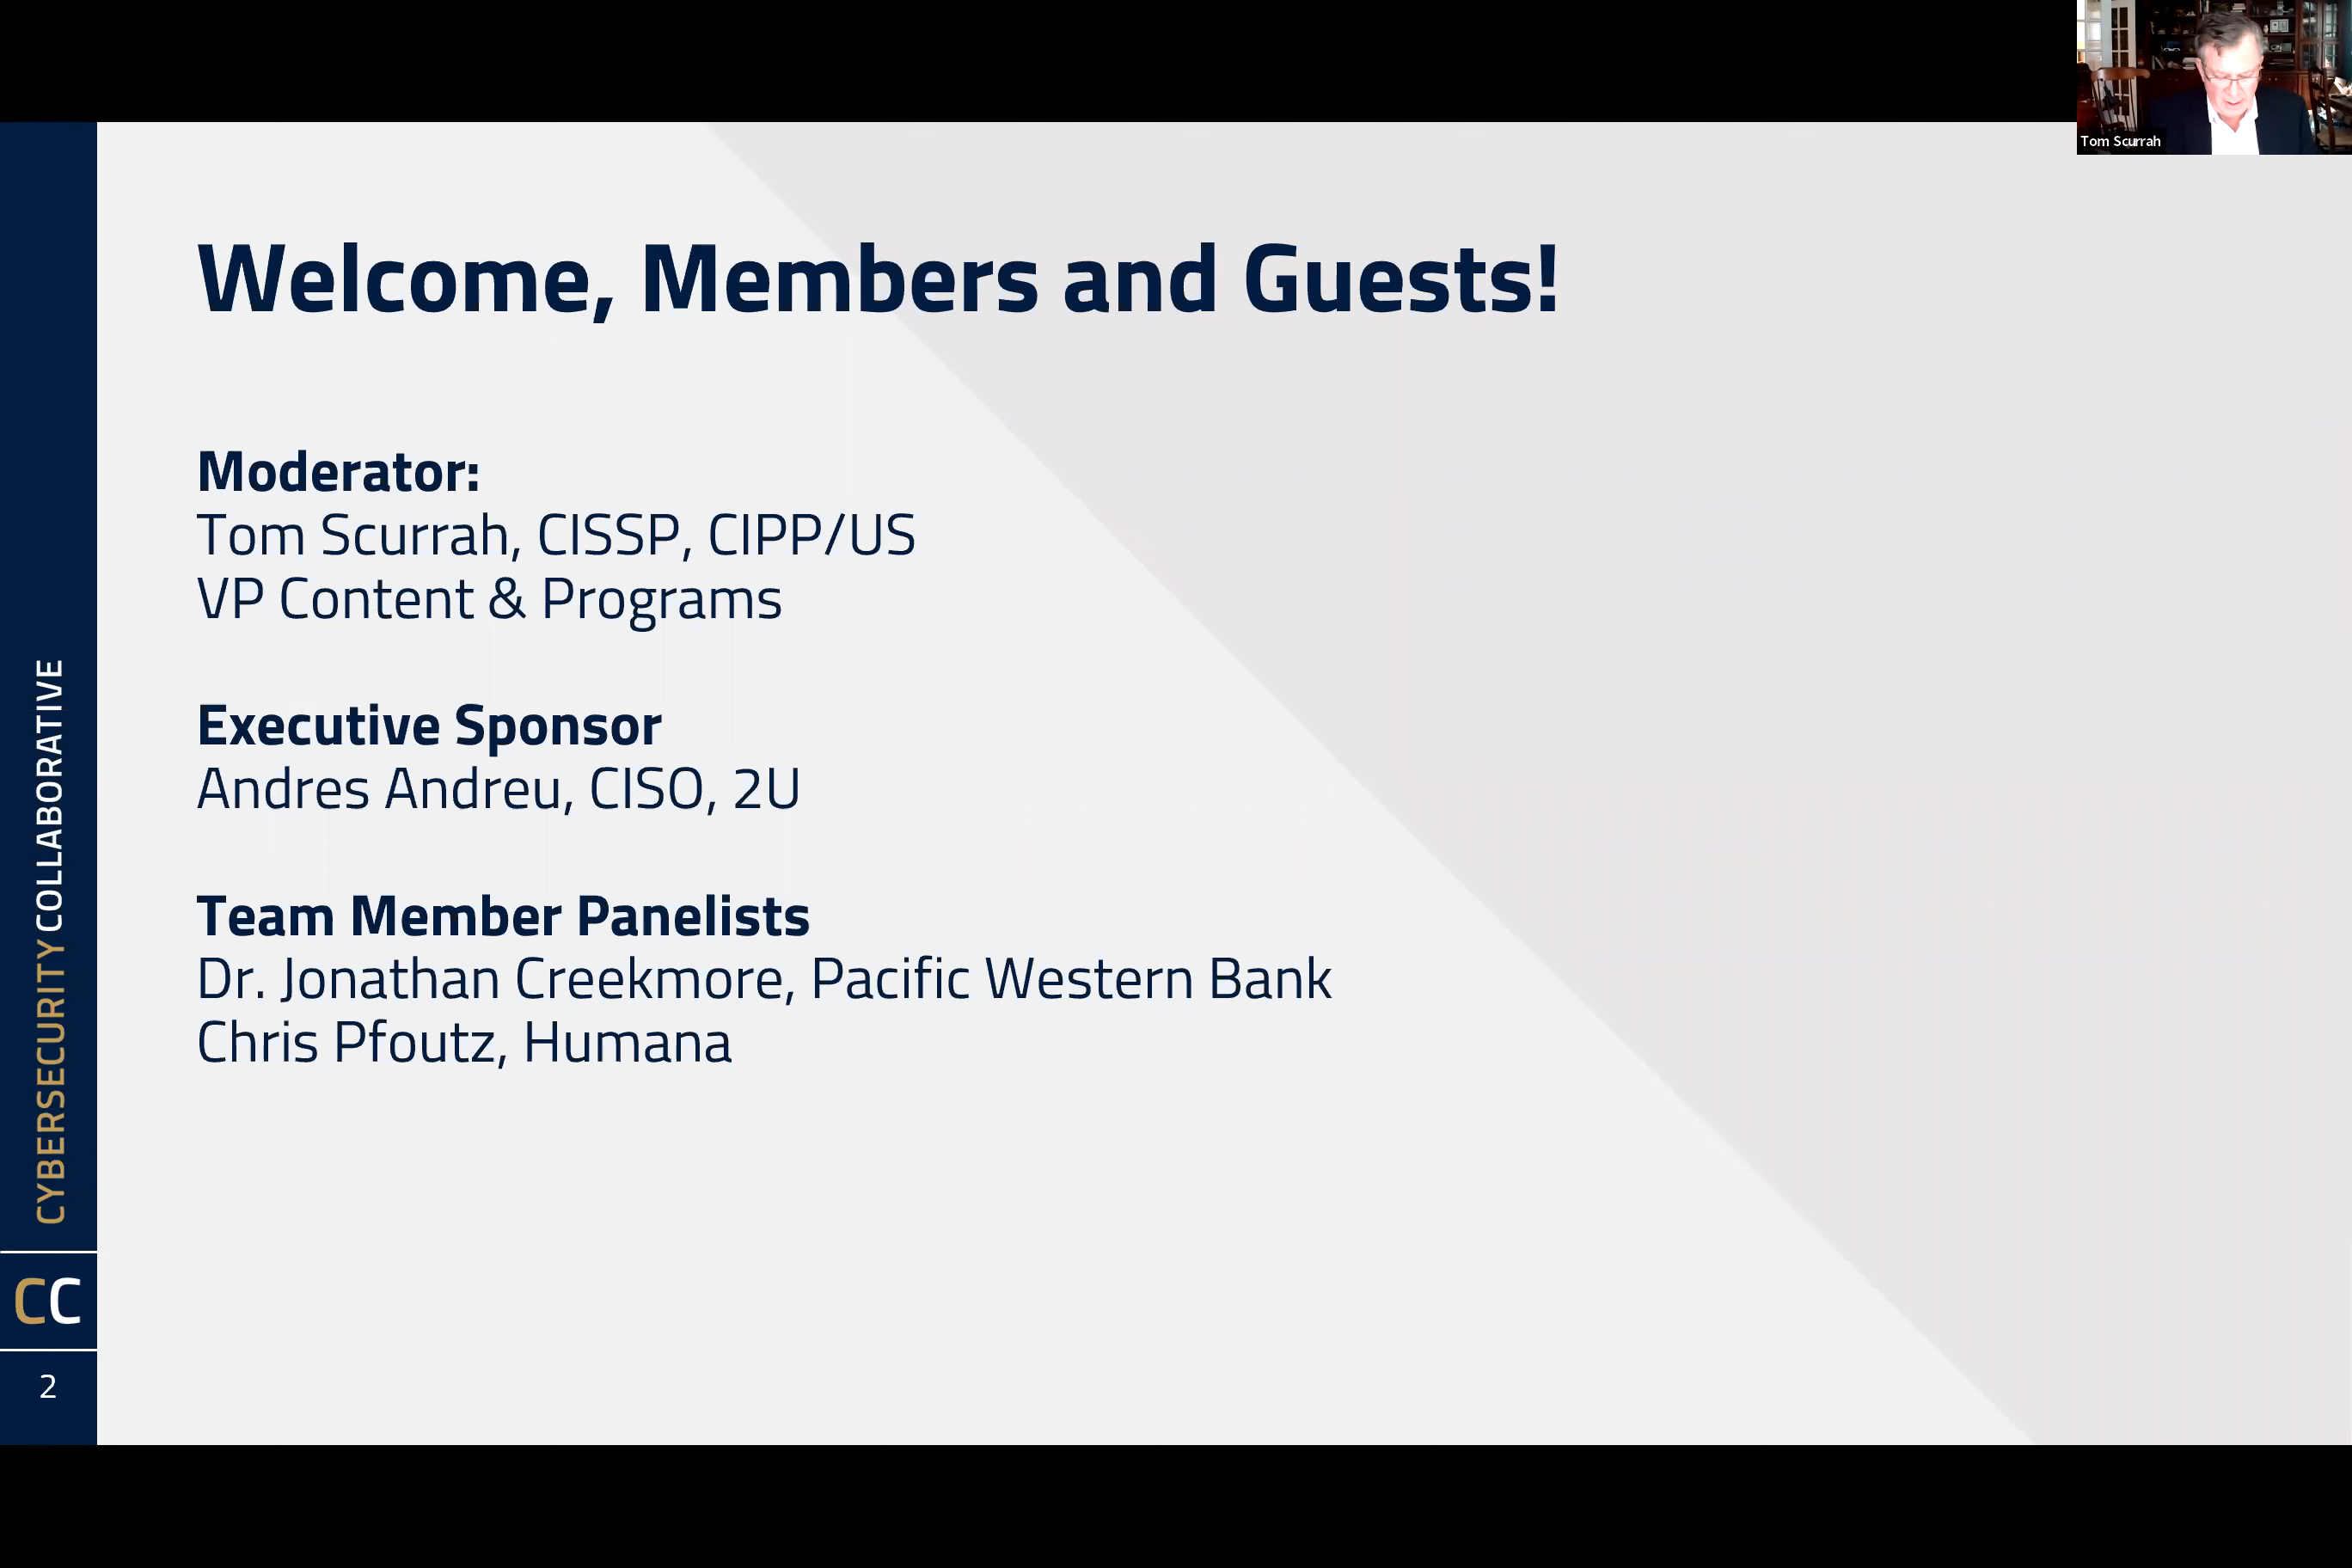 Tom Scurrah
Welcome, Members and Guests!
Moderator:
Tom Scurrah, CISSP, CIPP/US
VP Content & Programs
Executive Sponsor
Andres Andreu, CISO, 2U
Team Member Panelists
Dr. Jonathan Creekmore, Pacific Western Bank
Chris Pfoutz, Humana
CYBERSECURITY COLLABORATIVE
CC
2